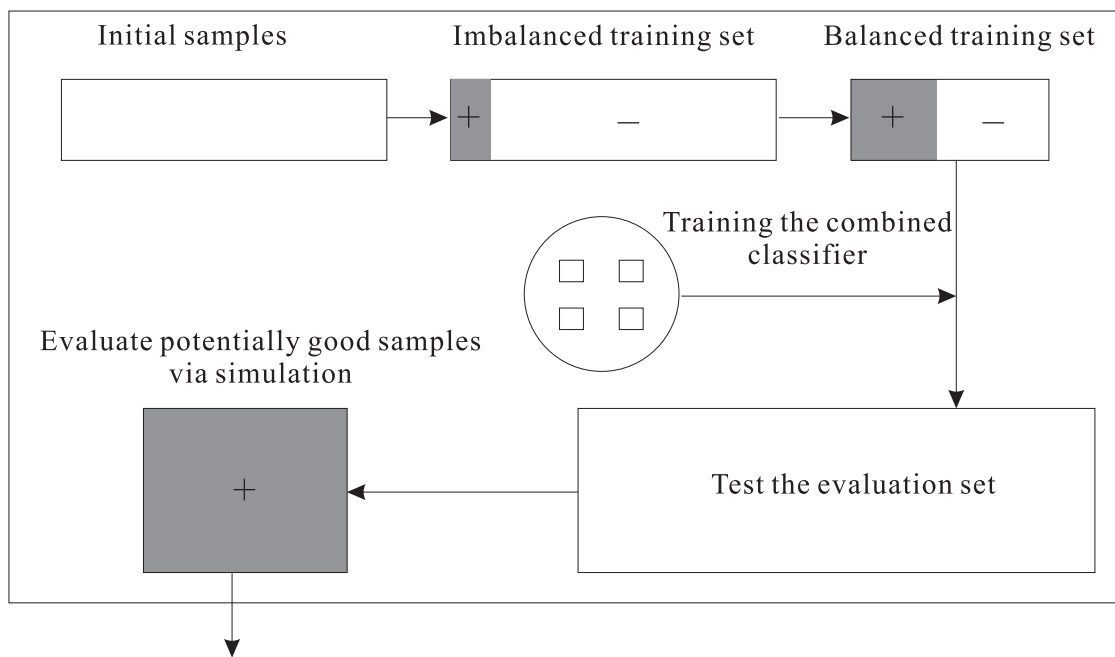 Initial samples
Imbalanced training set
Balanced training set
+
–
+
–
Training the combined
classifier
Evaluate potentially good samples
via simulation
+
Test the evaluation set